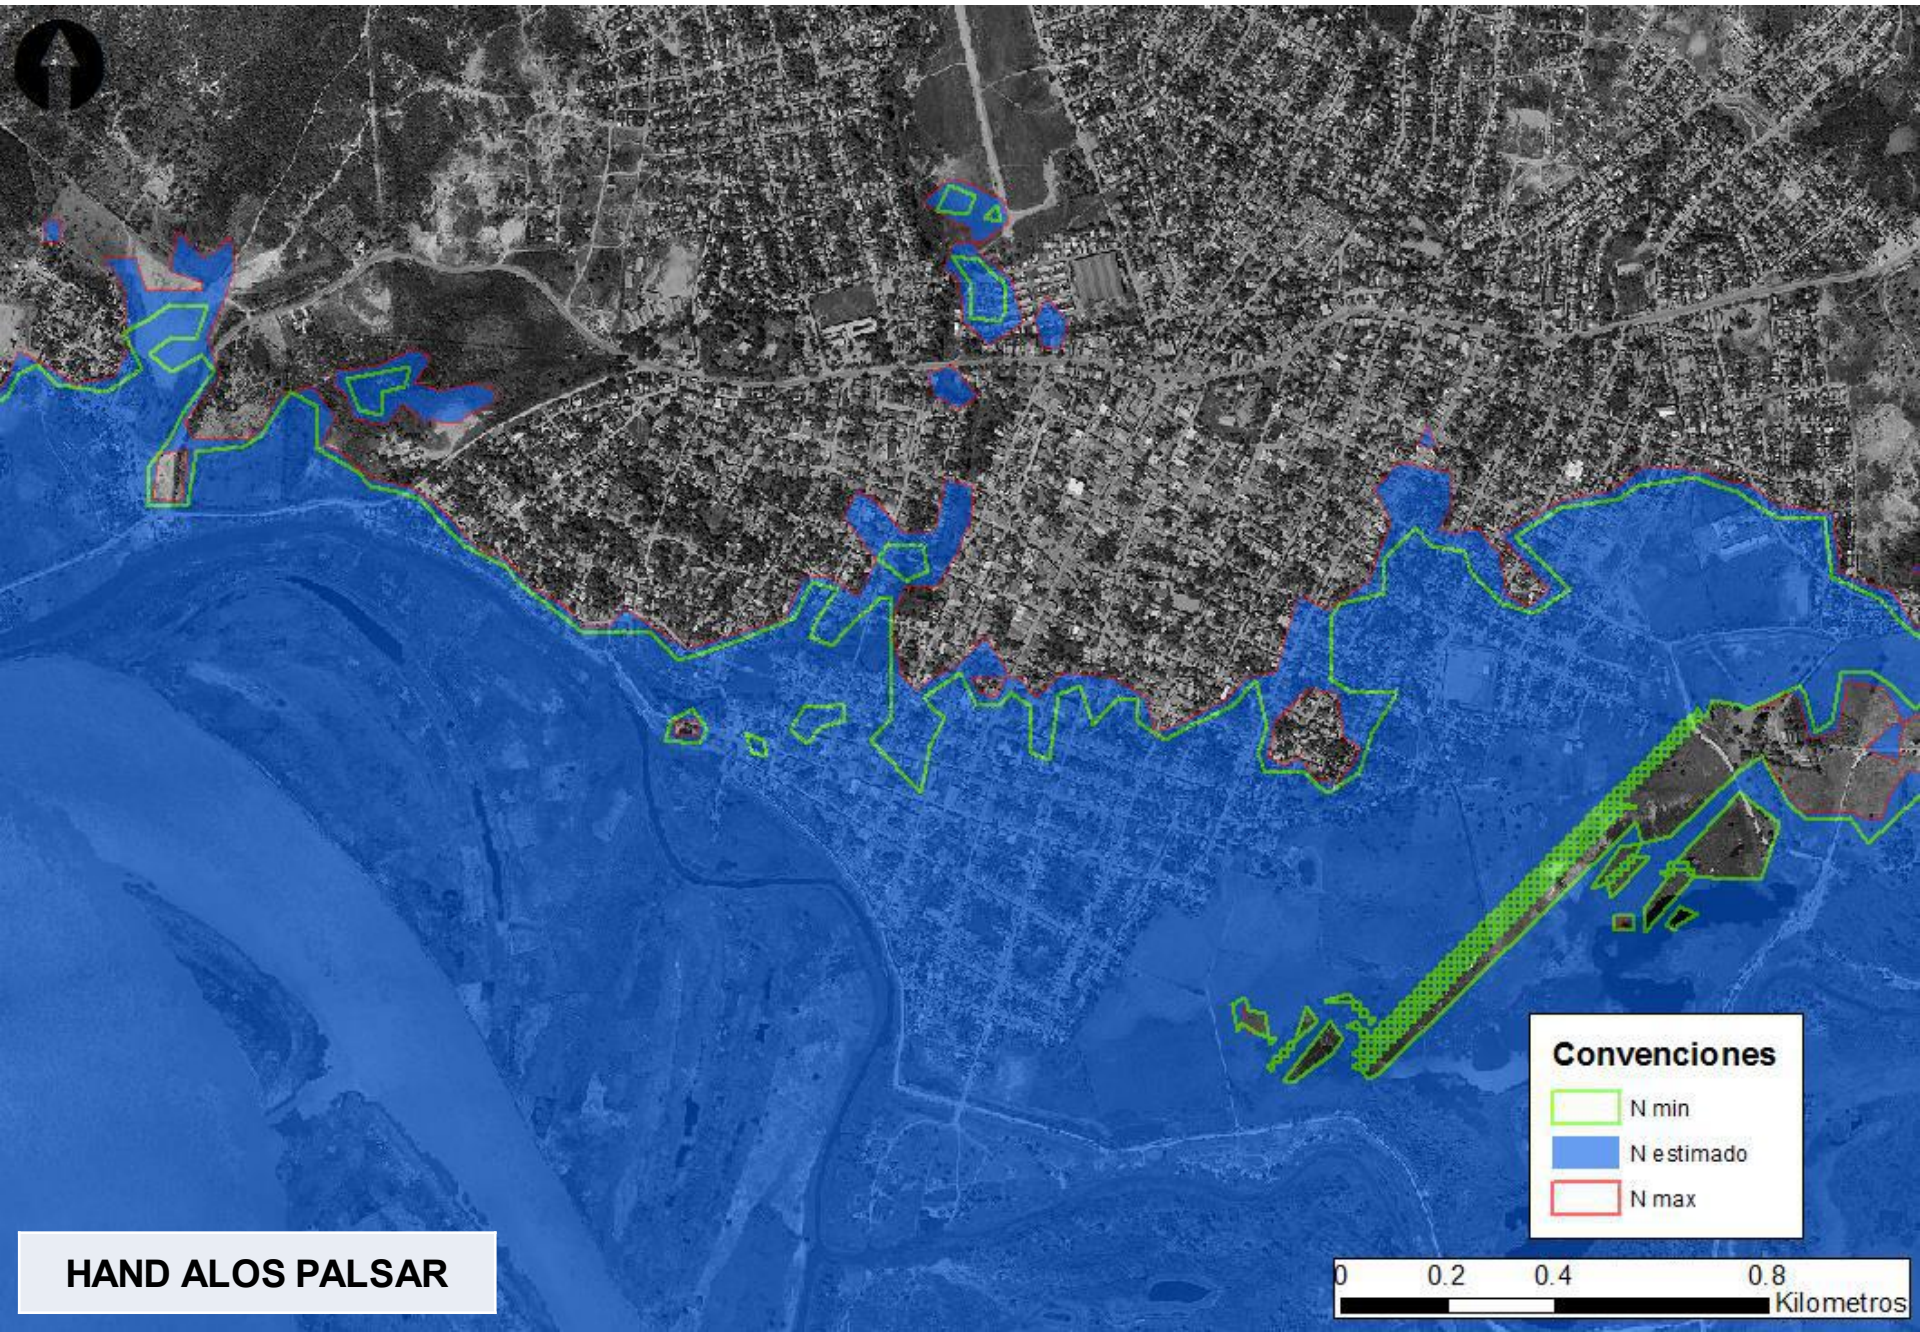 Convenciones
N min
N estimado
N max
HAND ALOS PALSAR
0 0.2 0.4 0.8
Kilometros